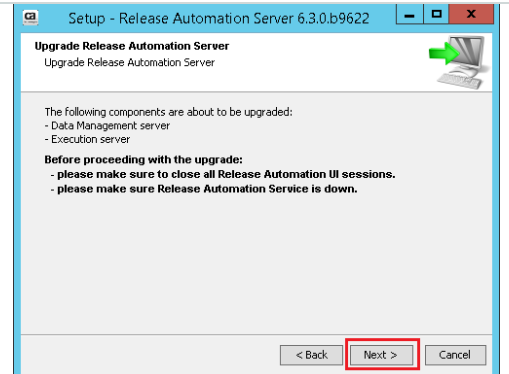 ca
Setup - Release Automation Server 6.3.0.b9622
Upgrade Release Automation Server
Upgrade Release Automation Server
The following components are about to be upgraded:
- Data Management server
- Execution server
Before proceeding with the upgrade:
- please make sure to close all Release Automation UI sessions.
- please make sure Release Automation Service is down.
< Back
Next >
Cancel